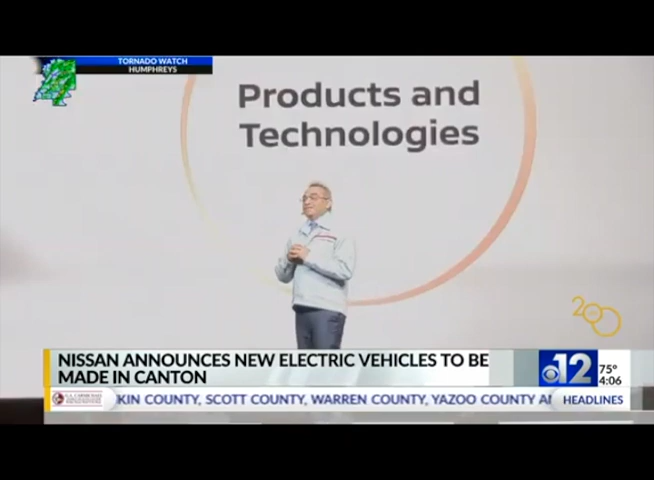 TORNADO WATCH
HUMPHREYS
Products and
Technologies
200
NISSAN ANNOUNCES NEW ELECTRIC VEHICLES TO BE
MADE IN CANTON
12
75°
4:06
KIN COUNTY, SCOTT COUNTY, WARREN COUNTY, YAZOO COUNTY A
HEADLINES